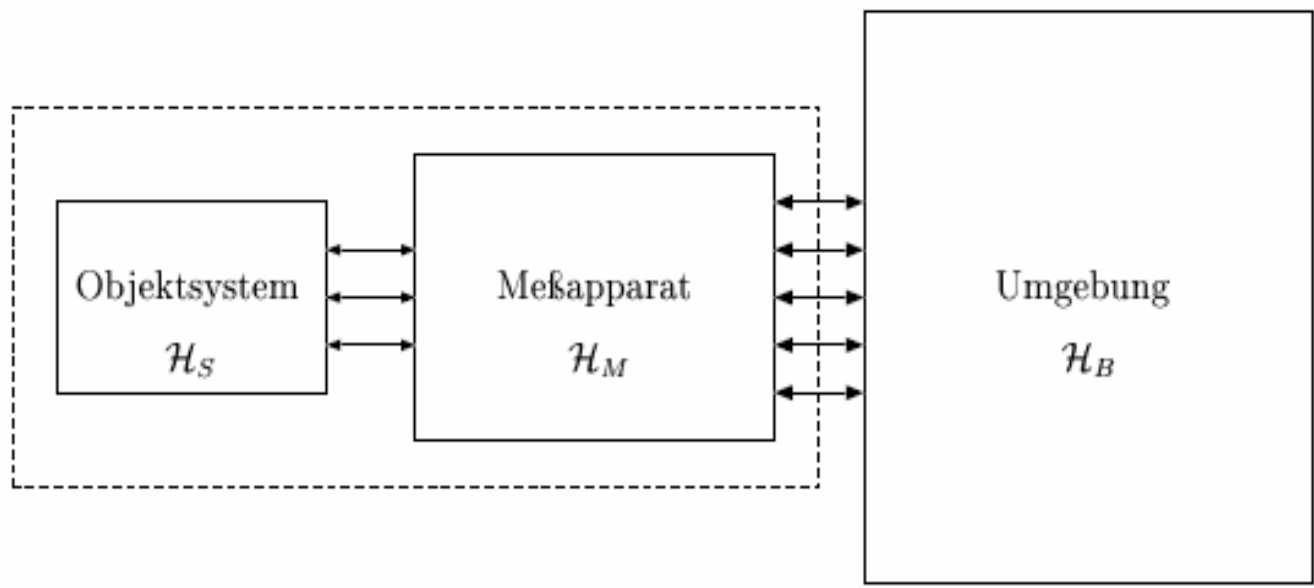 Objektsystem
ℋ_S
Meßapparat
ℋ_M
Umgebung
ℋ_B